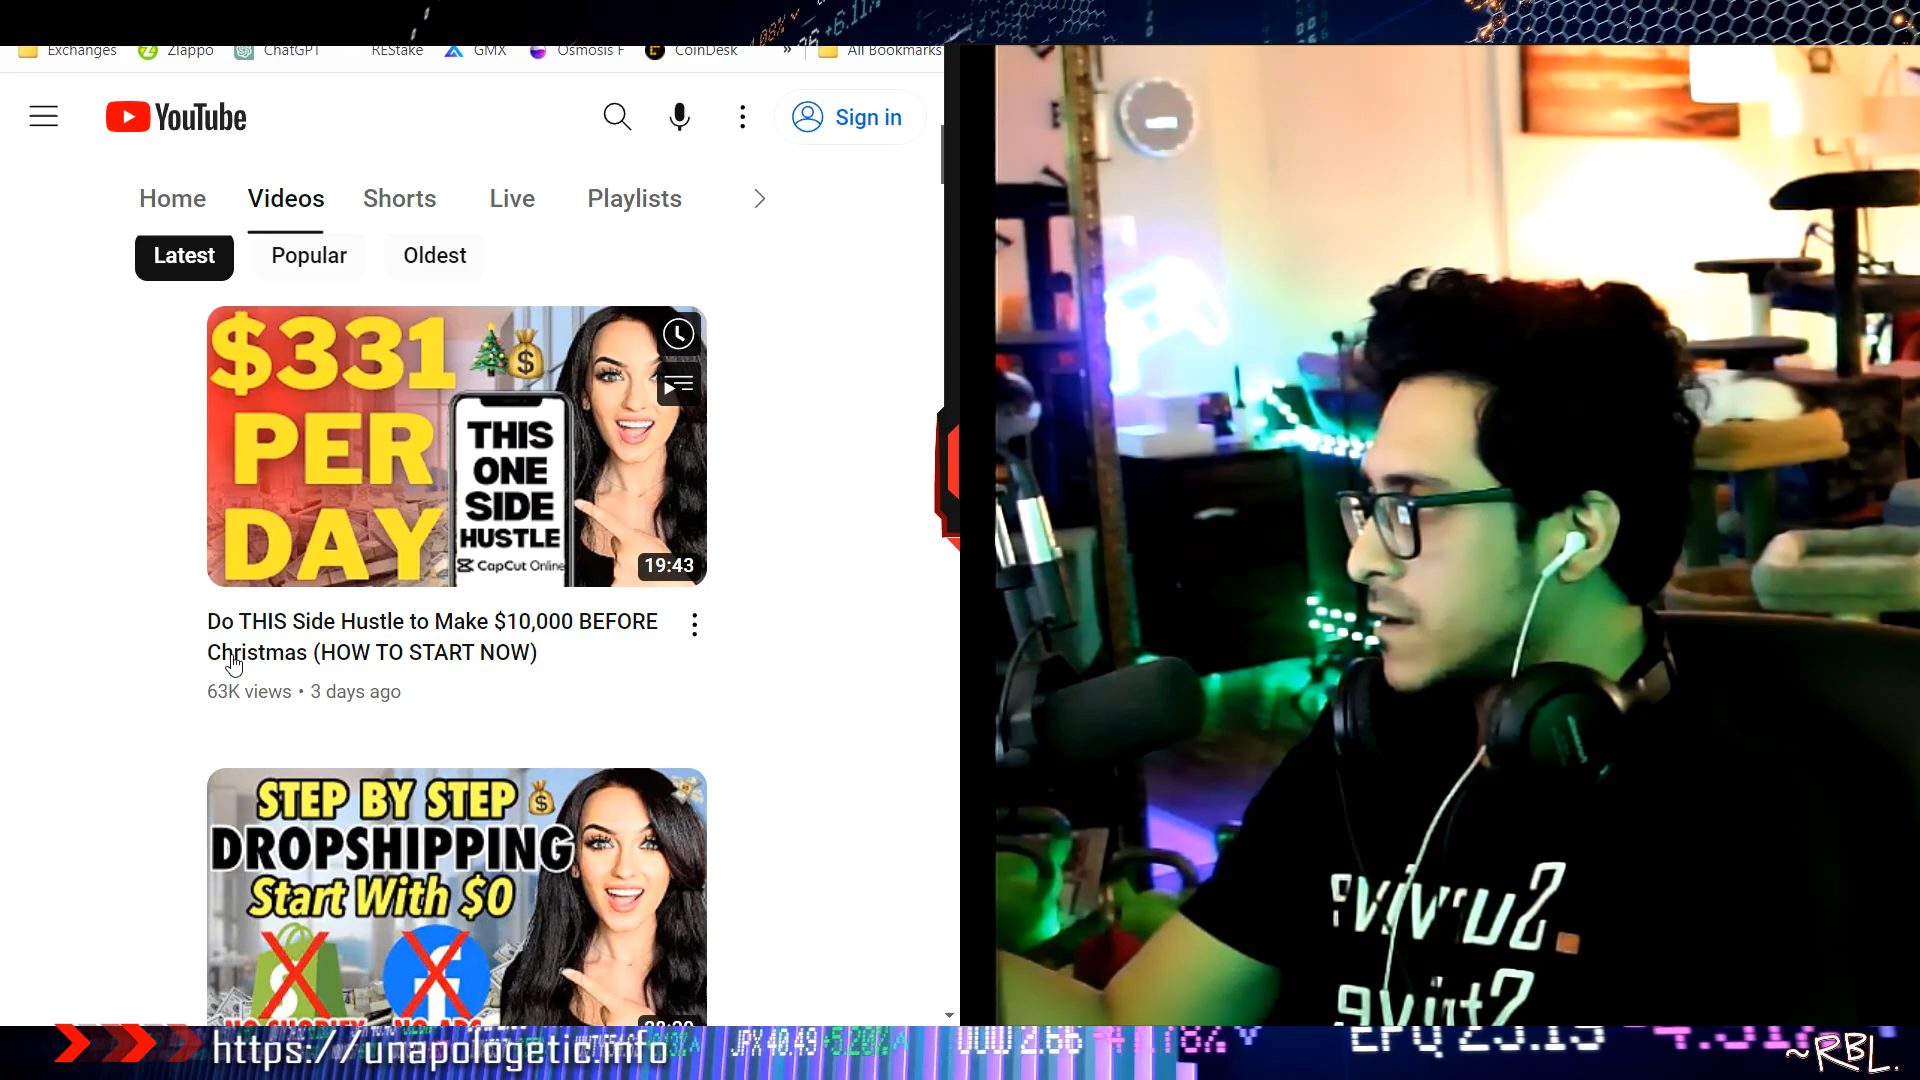 Exchanges Zlappo ChatGPT REStake GMX Osmosis F CoinDesk » All Bookmarks
YouTube
Sign in
Home Videos Shorts Live Playlists
Latest Popular Oldest
$331
PER
DAY
THIS
ONE
SIDE
HUSTLE
CapCut Online
19:43
Do THIS Side Hustle to Make $10,000 BEFORE
Christmas (HOW TO START NOW)
63K views • 3 days ago
STEP BY STEP
DROPSHIPPING
Start With $0
https://unapologetic.info
JPX 40.49
~RBL.